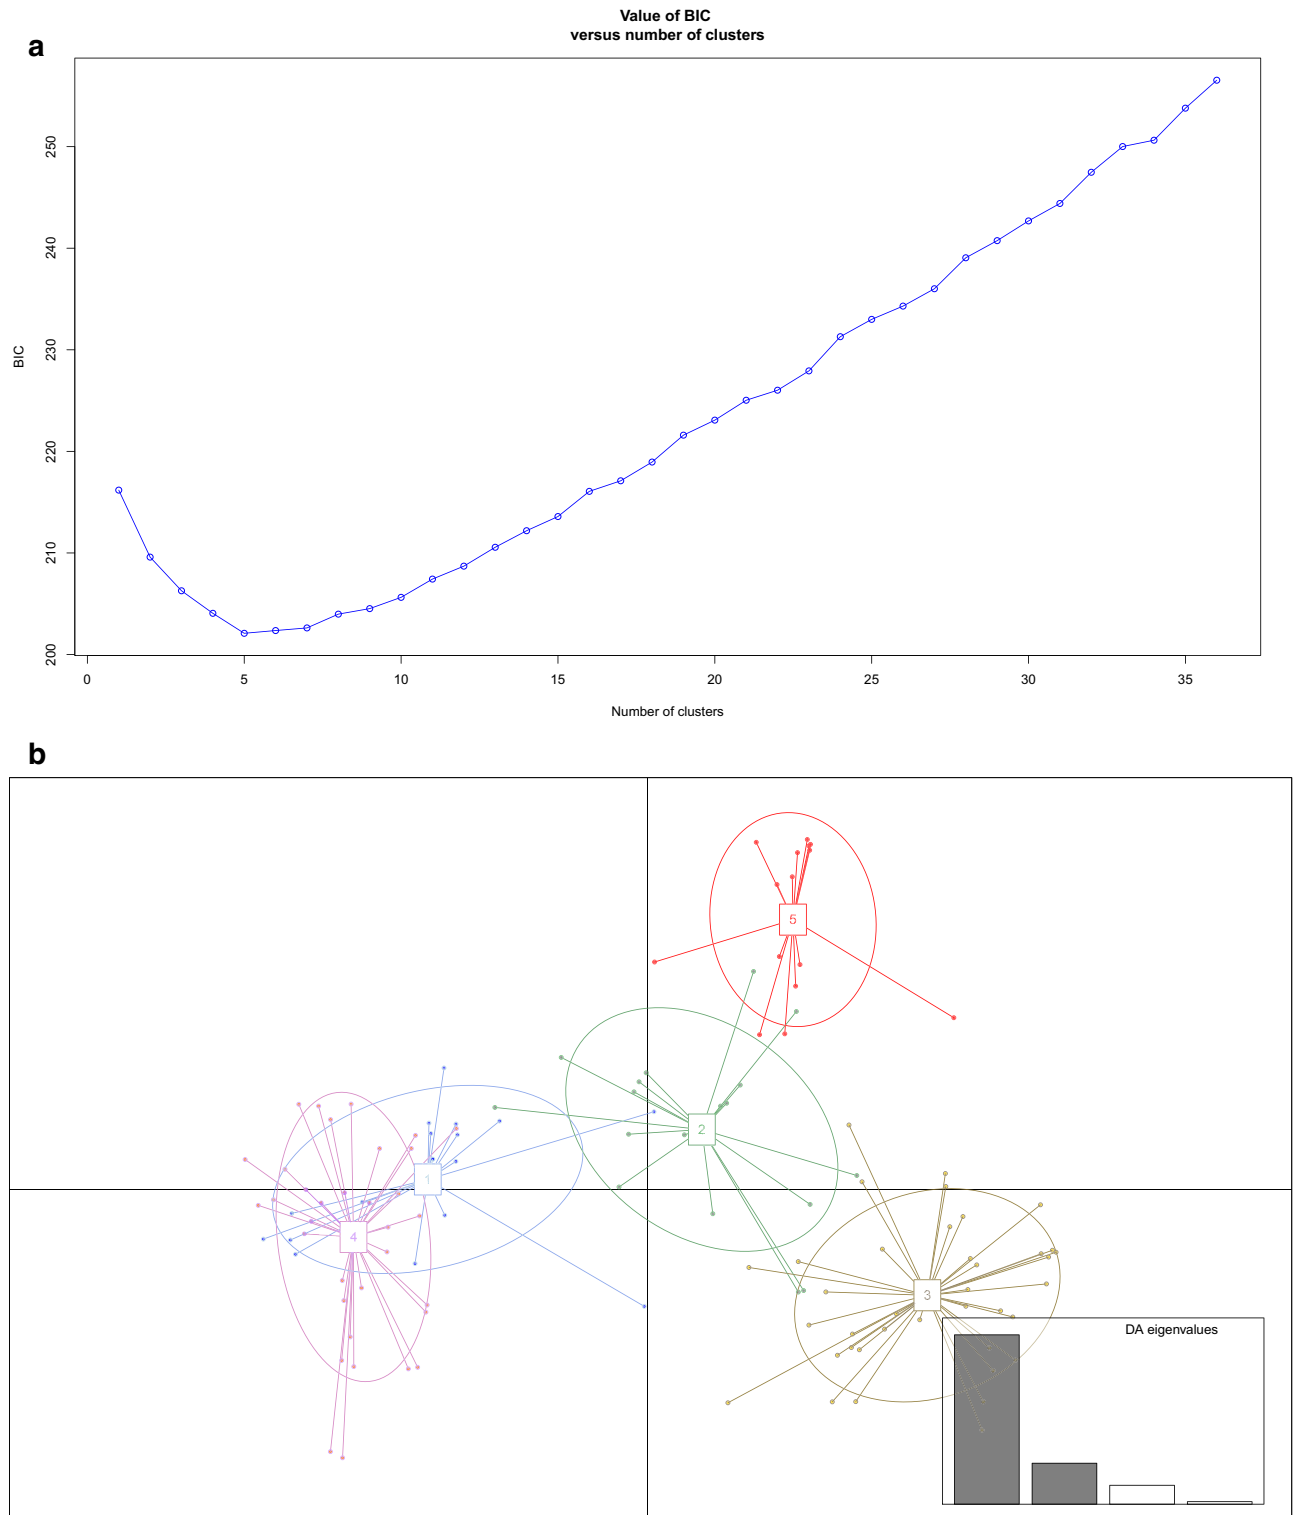 Value of BIC
versus number of clusters
a
250
240
230
220
210
200
BIC
0 5 10 15 20 25 30 35
Number of clusters
b
5
2
1
4
3
DA eigenvalues